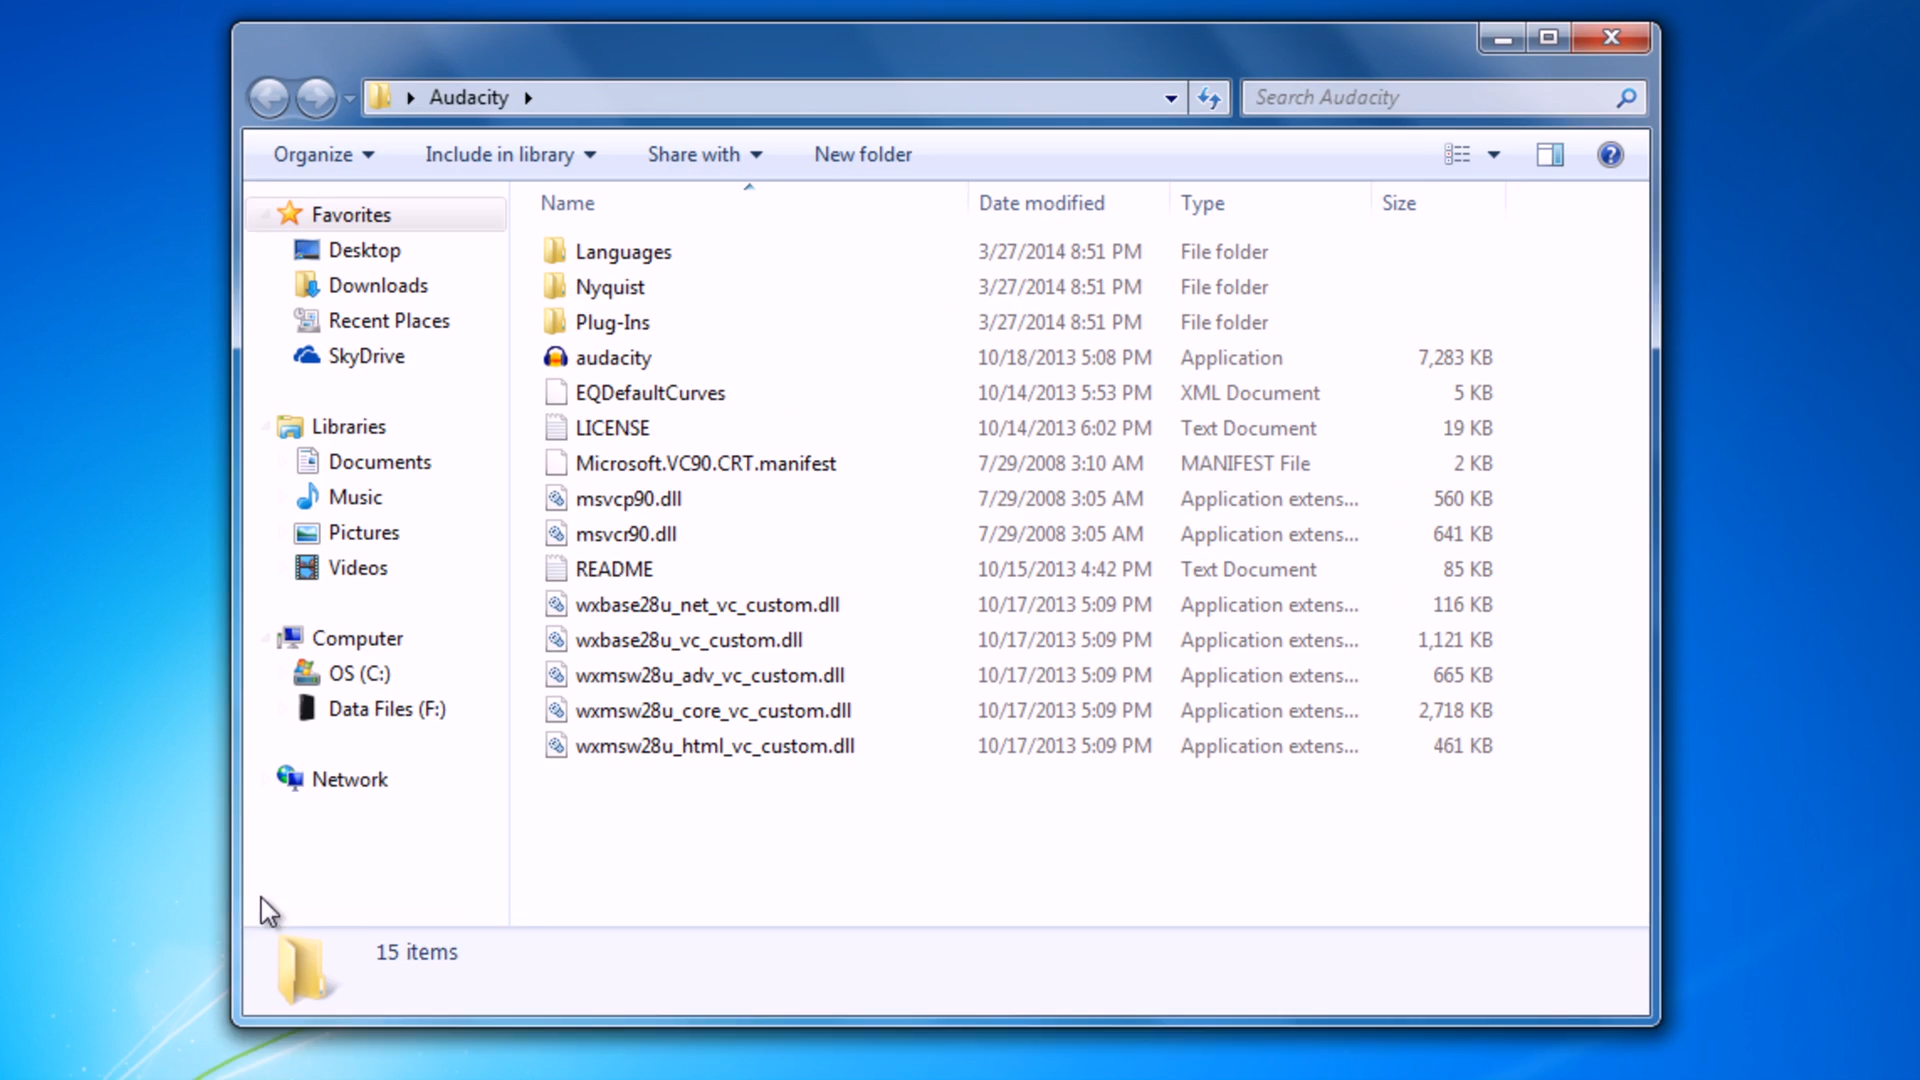 Audacity
Search Audacity
Organize
Include in library
Share with
New folder
Favorites
Desktop
Downloads
Recent Places
SkyDrive
Libraries
Documents
Music
Pictures
Videos
Computer
OS (C:)
Data Files (F:)
Network
Name Date modified Type Size
Languages 3/27/2014 8:51 PM File folder
Nyquist 3/27/2014 8:51 PM File folder
Plug-Ins 3/27/2014 8:51 PM File folder
audacity 10/18/2013 5:08 PM Application 7,283 KB
EQDefaultCurves 10/14/2013 5:53 PM XML Document 5 KB
LICENSE 10/14/2013 6:02 PM Text Document 19 KB
Microsoft.VC90.CRT.manifest 7/29/2008 3:10 AM MANIFEST File 2 KB
msvcp90.dll 7/29/2008 3:05 AM Application extens... 560 KB
msvcr90.dll 7/29/2008 3:05 AM Application extens... 641 KB
README 10/15/2013 4:42 PM Text Document 85 KB
wxbase28u_net_vc_custom.dll 10/17/2013 5:09 PM Application extens... 116 KB
wxbase28u_vc_custom.dll 10/17/2013 5:09 PM Application extens... 1,121 KB
wxmsw28u_adv_vc_custom.dll 10/17/2013 5:09 PM Application extens... 665 KB
wxmsw28u_core_vc_custom.dll 10/17/2013 5:09 PM Application extens... 2,718 KB
wxmsw28u_html_vc_custom.dll 10/17/2013 5:09 PM Application extens... 461 KB
15 items